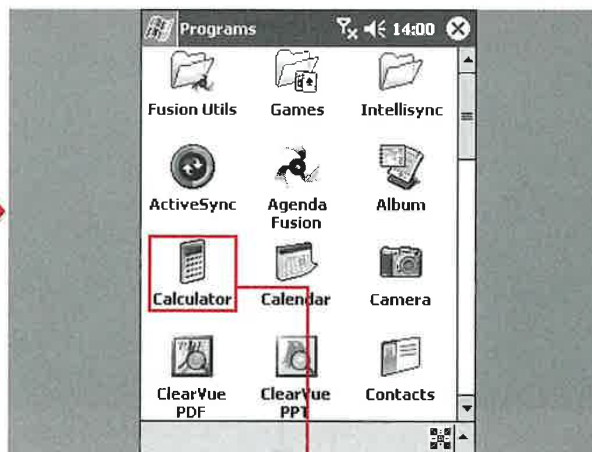 Programs 14:00
Fusion Utils Games Intellisync
ActiveSync Agenda Fusion Album
Calculator Calendar Camera
ClearVue PDF ClearVue PPT Contacts